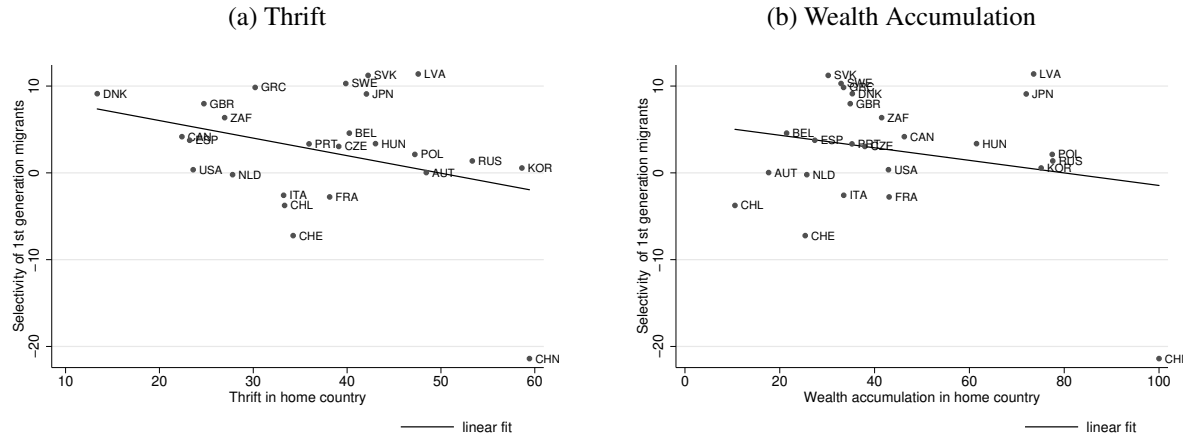 (a) Thrift
Selectivity of 1st generation migrants
10
0
−10
−20
DNK
GBR
ZAF
CAN
ESP
USA
NLD
GRC
ITA
CHL
CHE
PRT
FRA
CZE
SWE
BEL
SVK
JPN
HUN
LVA
POL
AUT
RUS
KOR
CHN
10 20 30 40 50 60
Thrift in home country
linear fit
(b) Wealth Accumulation
Selectivity of 1st generation migrants
10
0
−10
−20
SVK
SWE
GRC
DNK
GBR
ZAF
BEL
ESP
PRT
CZE
CAN
AUT
NLD
USA
ITA
FRA
CHL
CHE
HUN
LVA
JPN
POL
RUS
KOR
0 20 40 60 80 100
Wealth accumulation in home country
linear fit